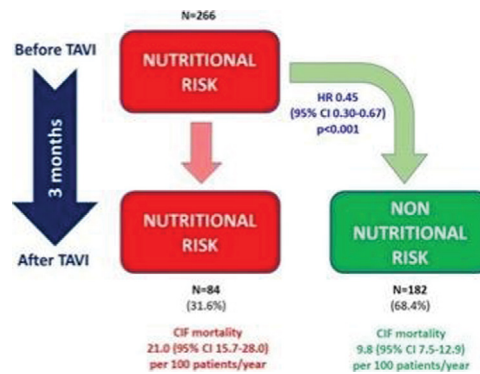 N=266
Before TAVI
NUTRITIONAL
RISK
HR 0.45
(95% CI 0.30-0.67)
p<0.001
3 months
NUTRITIONAL
RISK
NON
NUTRITIONAL
RISK
After TAVI
N=84
(31.6%)
N=182
(68.4%)
CIF mortality
21.0 (95% CI 15.7-28.0)
per 100 patients/year
CIF mortality
9.8 (95% CI 7.5-12.9)
per 100 patients/year